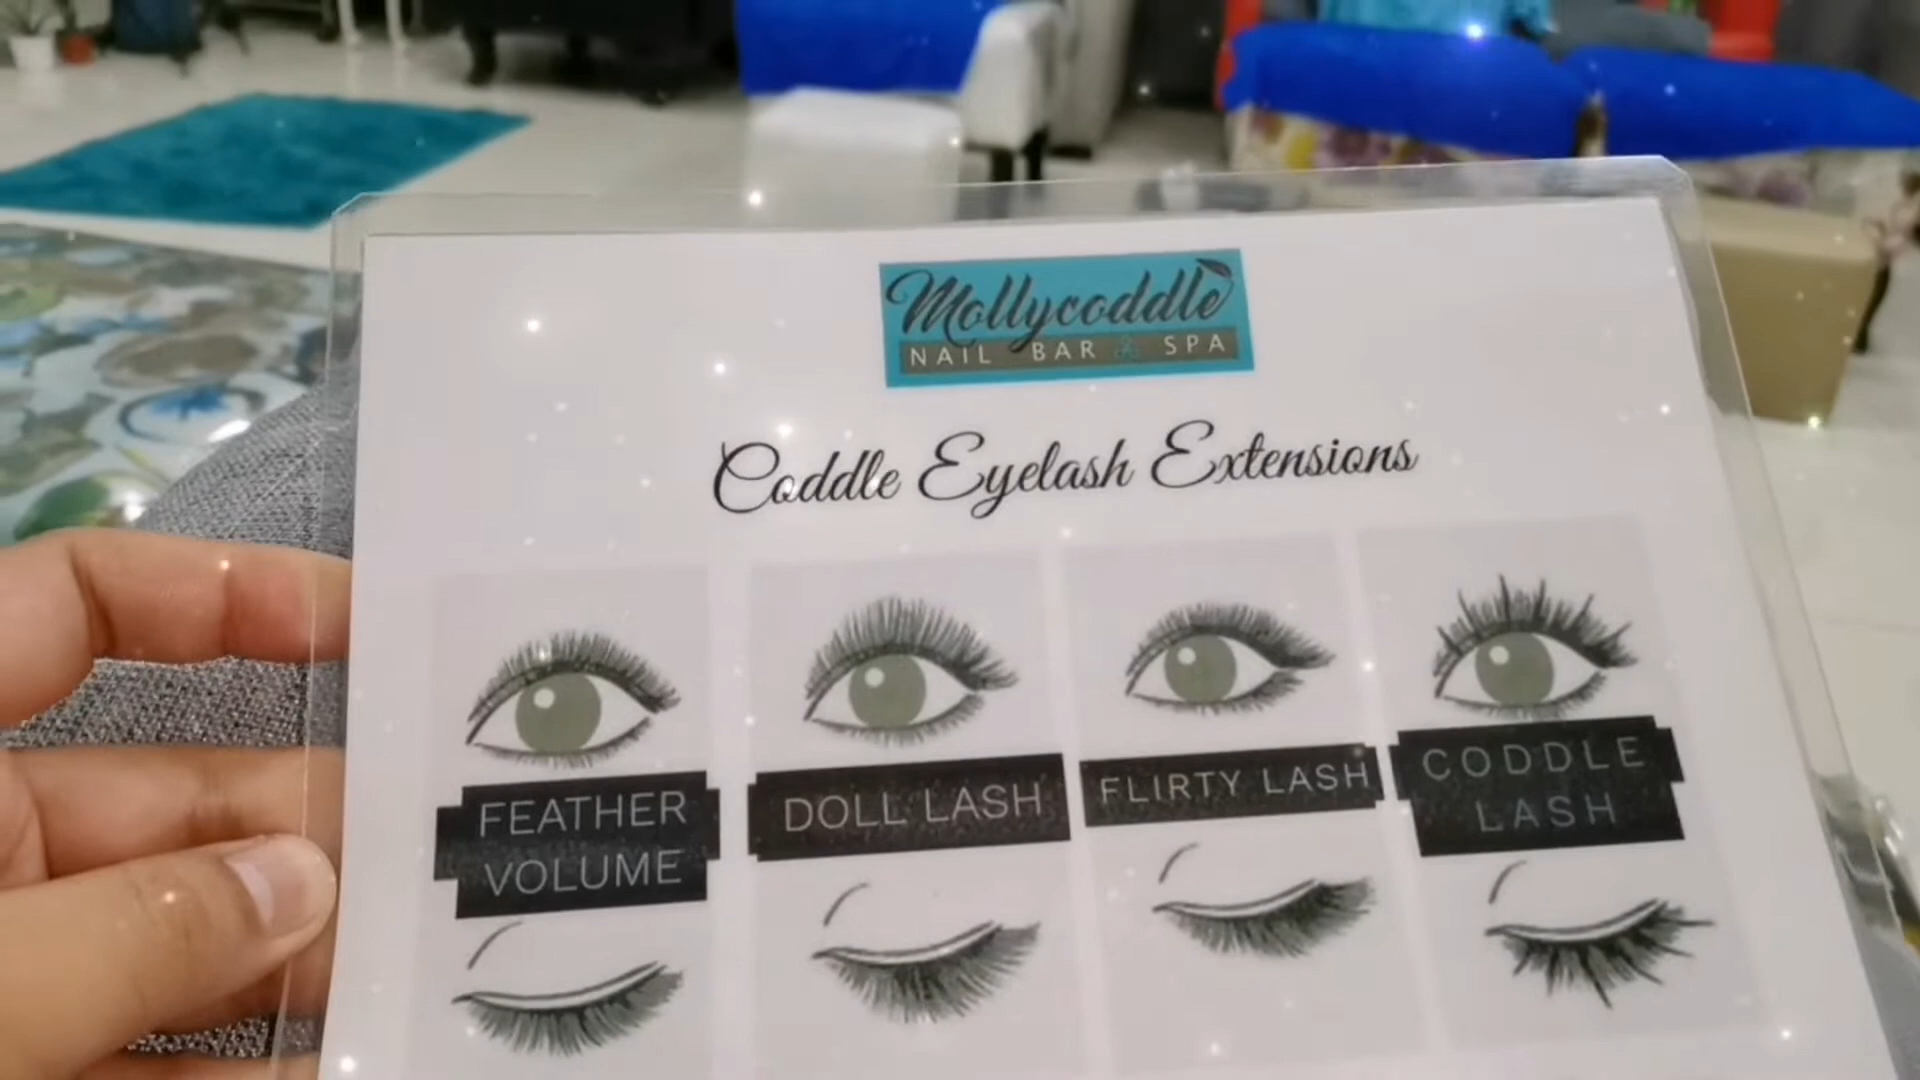 Mollycoddle
NAIL BAR & SPA
Coddle Eyelash Extensions
FEATHER
VOLUME
DOLL LASH
FLIRTY LASH
CODDLE
LASH